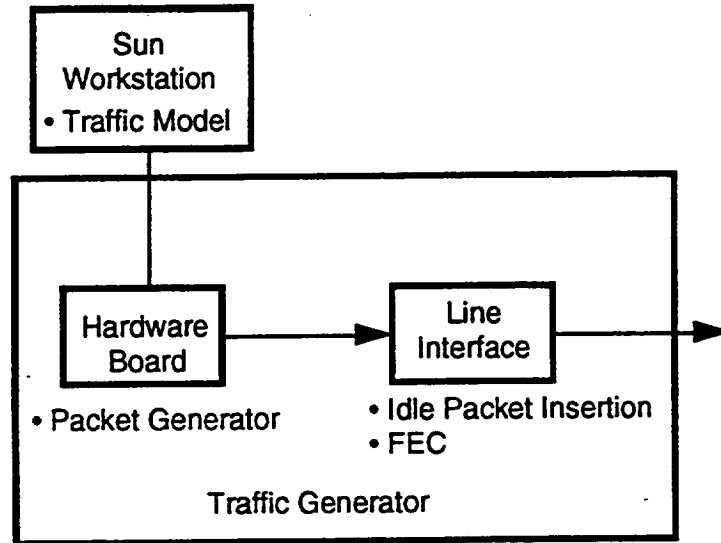 Sun
Workstation
• Traffic Model
Hardware
Board
Line
Interface
• Packet Generator
• Idle Packet Insertion
• FEC
Traffic Generator